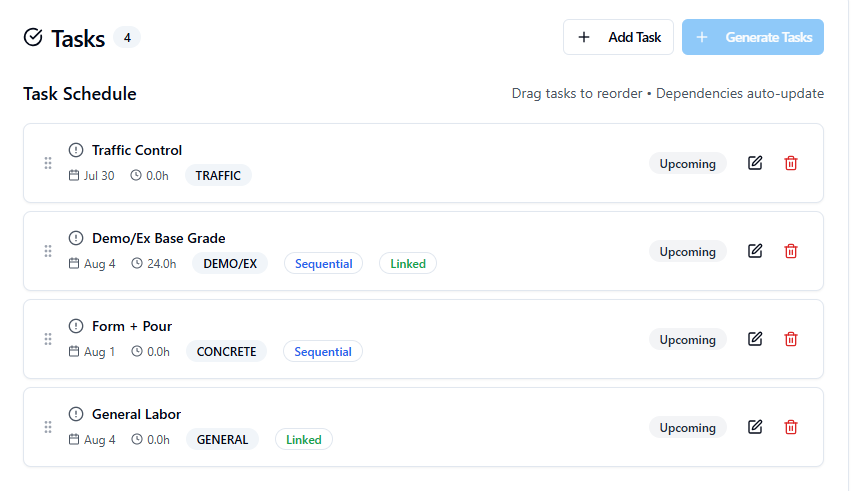 Tasks 4 Add Task Generate Tasks
Task Schedule Drag tasks to reorder • Dependencies auto-update
Traffic Control
Jul 30 0.0h TRAFFIC Upcoming
Demo/Ex Base Grade
Aug 4 24.0h DEMO/EX Sequential Linked Upcoming
Form + Pour
Aug 1 0.0h CONCRETE Sequential Upcoming
General Labor
Aug 4 0.0h GENERAL Linked Upcoming